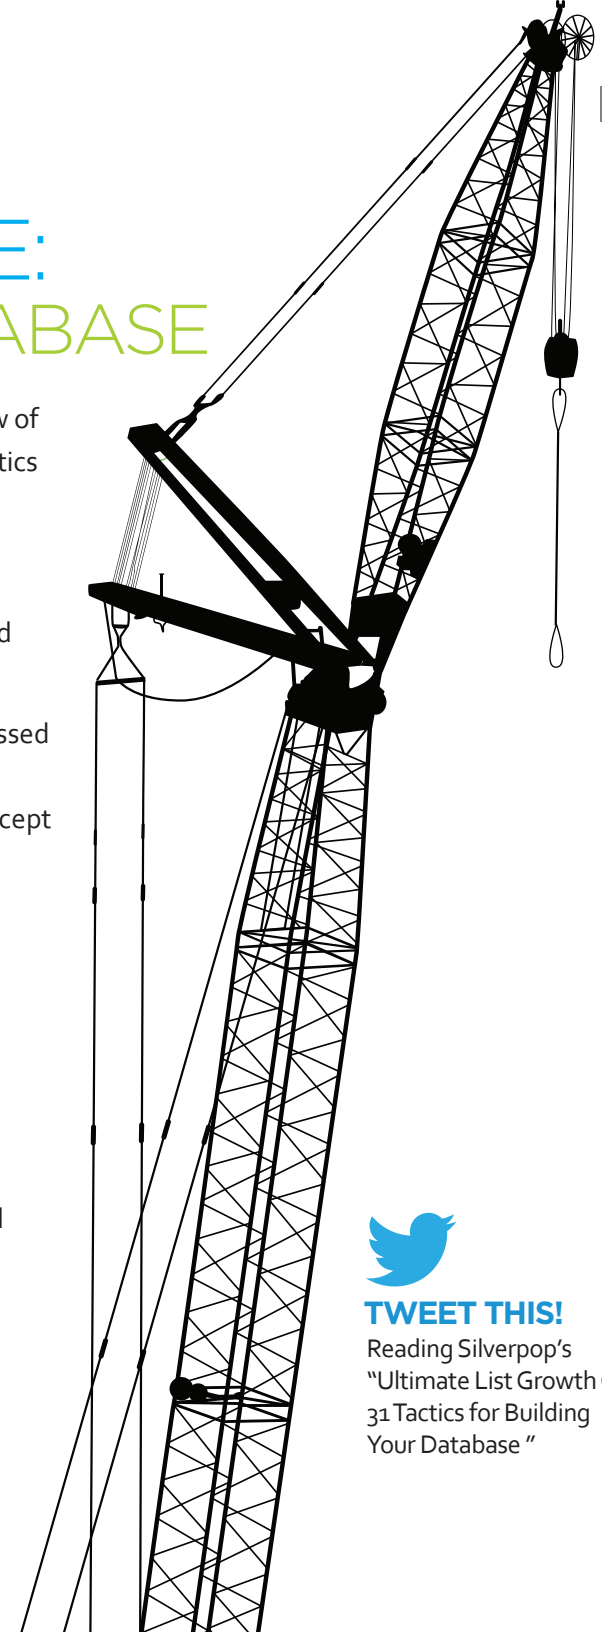 E:
ABASE
w of
tics
d
ssed
cept
TWEET THIS!
Reading Silverpop's
“Ultimate List Growth
31 Tactics for Building
Your Database ”